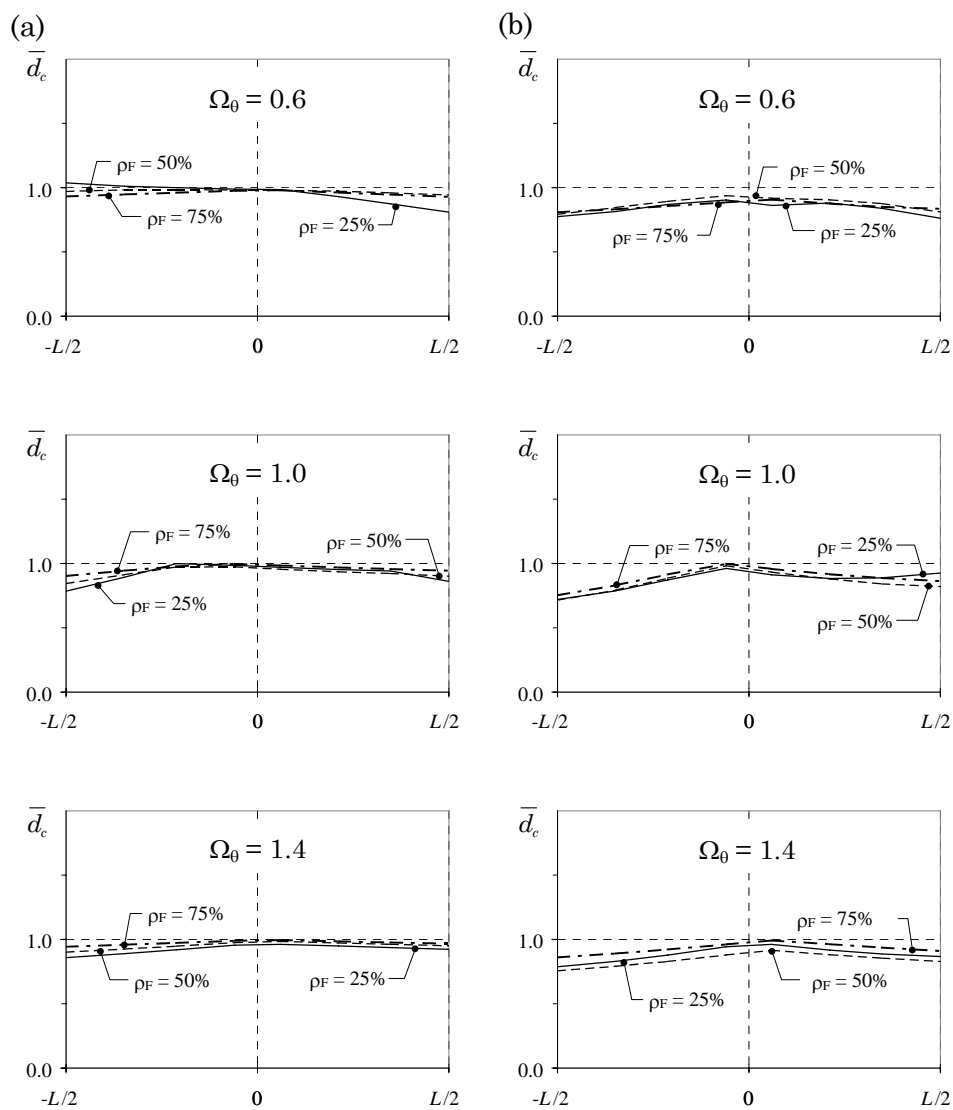 (a)
(b)
d̅c
Ωθ = 0.6
ρF = 50%
1.0
ρF = 75%
ρF = 25%
0.0
-L/2
0
L/2
d̅c
Ωθ = 0.6
ρF = 50%
1.0
ρF = 75%
ρF = 25%
0.0
-L/2
0
L/2
d̅c
Ωθ = 1.0
ρF = 75%
ρF = 50%
1.0
ρF = 25%
0.0
-L/2
0
L/2
d̅c
Ωθ = 1.0
ρF = 75%
ρF = 25%
1.0
ρF = 50%
0.0
-L/2
0
L/2
d̅c
Ωθ = 1.4
ρF = 75%
1.0
ρF = 50%
ρF = 25%
0.0
-L/2
0
L/2
d̅c
Ωθ = 1.4
ρF = 75%
1.0
ρF = 25%
ρF = 50%
0.0
-L/2
0
L/2